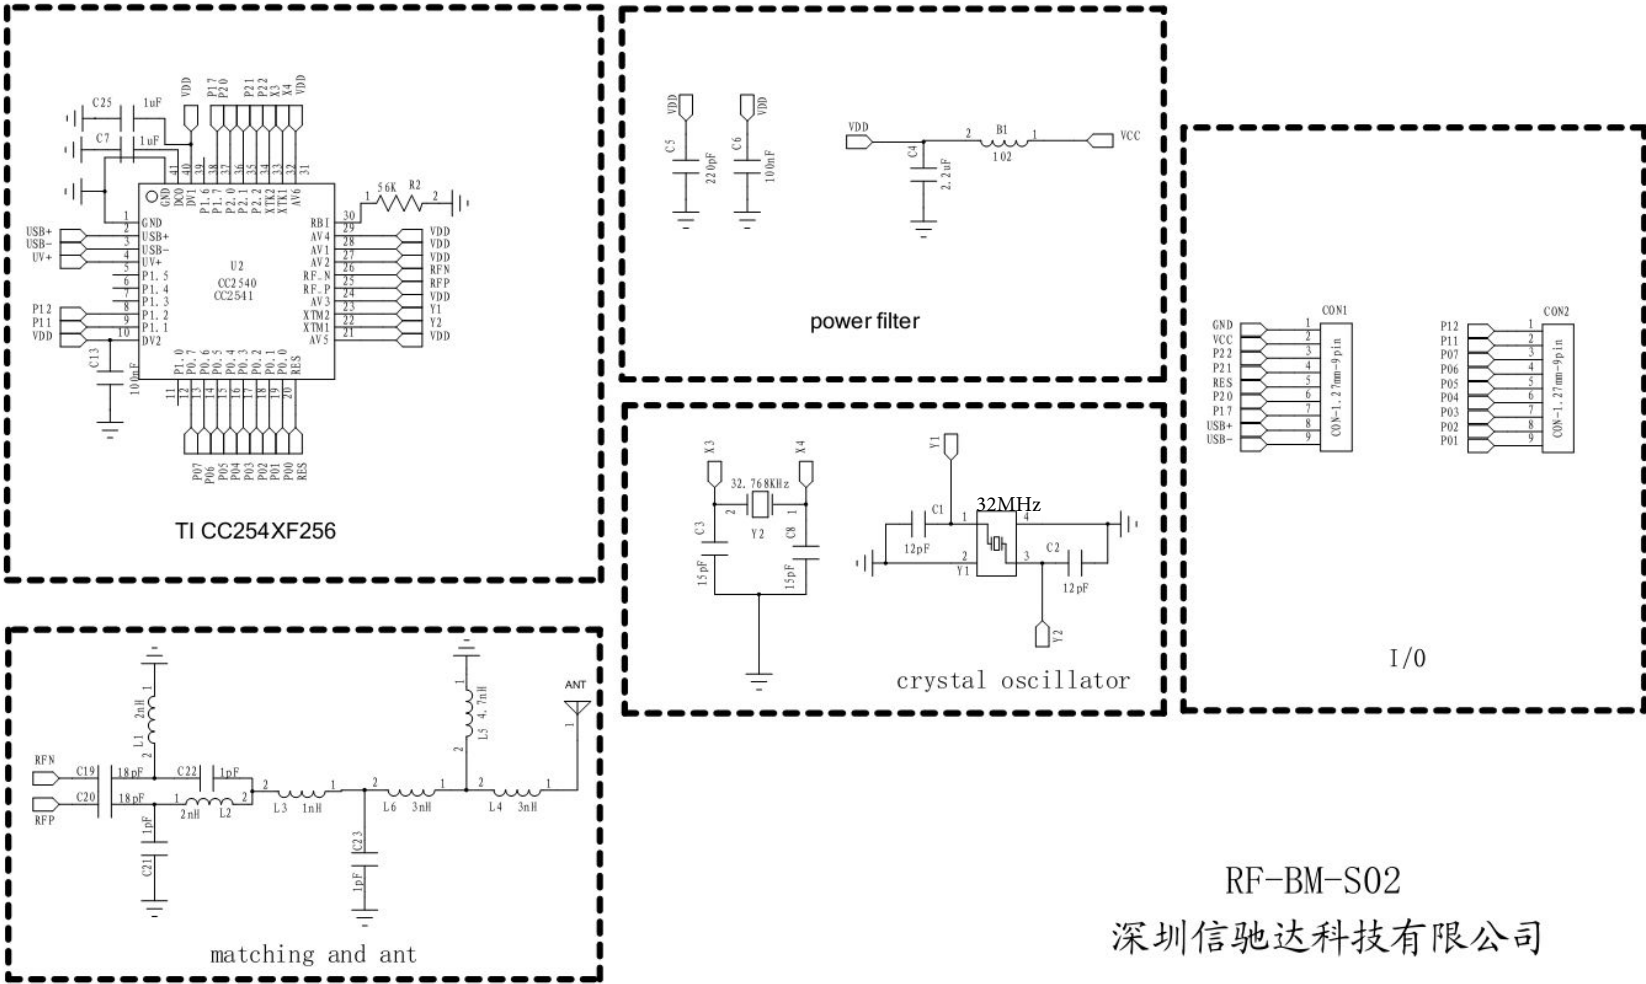 C25 1uF
C7 1uF
VDD P17 P20 P21 P22 X3 X4 VDD
41 40 39 38 37 36 35 34 33 32 31
GND DCO DV1 P1.6 P1.7 P2.0 P2.1 P2.2 XTK2 XTK1 AV6
1 56K R2 2
1 GND
USB+ 2 USB+
USB- 3 USB-
UV+ 4 UV+
5 P1.5
6 P1.4
7 P1.3
P12 8 P1.2
P11 9 P1.1
VDD 10 DV2
U2
CC2540
CC2541
RBI 30
AV4 29 VDD
AV1 28 VDD
AV2 27 VDD
RF_N 26 RFN
RF_P 25 RFP
AV3 24 VDD
XTM2 23 Y1
XTM1 22 Y2
AV5 21 VDD
C13 100nF
P1.0 P0.7 P0.6 P0.5 P0.4 P0.3 P0.2 P0.1 P0.0 RES
11 12 13 14 15 16 17 18 19 20
P07 P06 P05 P04 P03 P02 P01 P00 RES
TI CC254XF256
VDD
C5
220pF
VDD
C6
100nF
VDD 2 B1 1 VCC
102
C4
2.2uF
power filter
X3 X4
32.768KHz
2 1
Y2
C3 C8
15pF 15pF
Y1
32MHz
C1 1 4
12pF
2 3 C2
Y1
12pF
Y2
crystal oscillator
CON1
GND 1
VCC 2
P22 3
P21 4
RES 5
P20 6
P17 7
USB+ 8
USB- 9
CON-1.27mm-9pin
CON2
P12 1
P11 2
P07 3
P06 4
P05 5
P04 6
P03 7
P02 8
P01 9
CON-1.27mm-9pin
I/O
1
L1 2nH
2
1
L5 4.7nH
2
ANT
1
RFN C19 18pF C22 1pF
RFP C20 18pF 1 2
2nH L2
2 1
L3 1nH
2 1
L6 3nH
2 1
L4 3nH
C21 1pF
C23
1pF
matching and ant
RF-BM-S02
深圳信驰达科技有限公司